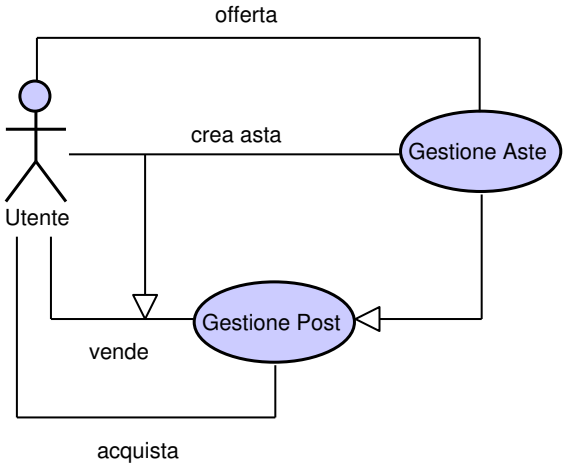 offerta
crea asta
Gestione Aste
Utente
Gestione Post
vende
acquista